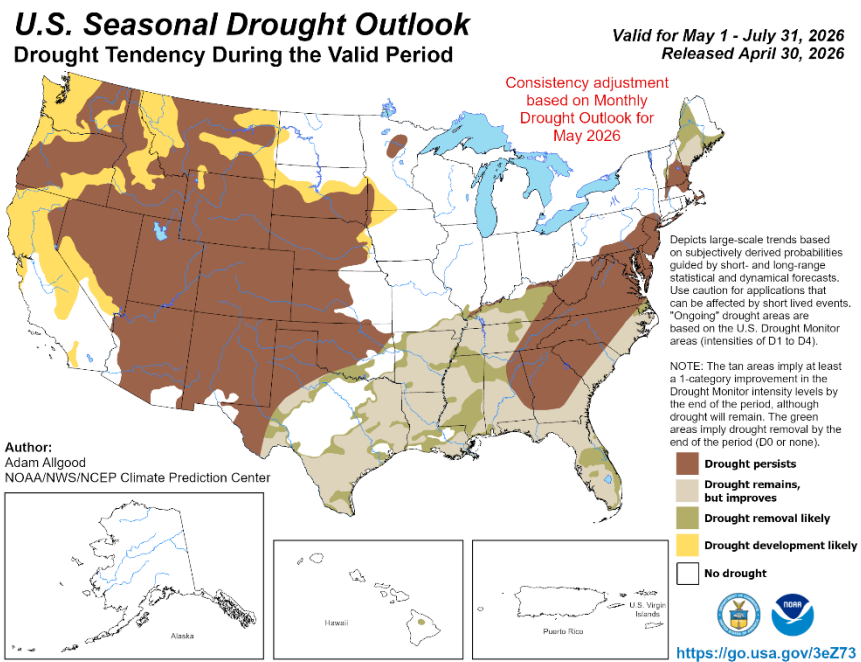 U.S. Seasonal Drought Outlook
Drought Tendency During the Valid Period
Valid for May 1 - July 31, 2026
Released April 30, 2026
Consistency adjustment
based on Monthly
Drought Outlook for
May 2026
Depicts large-scale trends based
on subjectively derived probabilities
guided by short- and long-range
statistical and dynamical forecasts.
Use caution for applications that
can be affected by short lived events.
"Ongoing" drought areas are
based on the U.S. Drought Monitor
areas (intensities of D1 to D4).
NOTE: The tan areas imply at least
a 1-category improvement in the
Drought Monitor intensity levels by
the end of the period, although
drought will remain. The green
areas imply drought removal by the
end of the period (D0 or none).
Author:
Adam Allgood
NOAA/NWS/NCEP Climate Prediction Center
Drought persists
Drought remains,
but improves
Drought removal likely
Drought development likely
No drought
Alaska
Hawaii
Puerto Rico
U.S. Virgin
Islands
NOAA
https://go.usa.gov/3eZ73